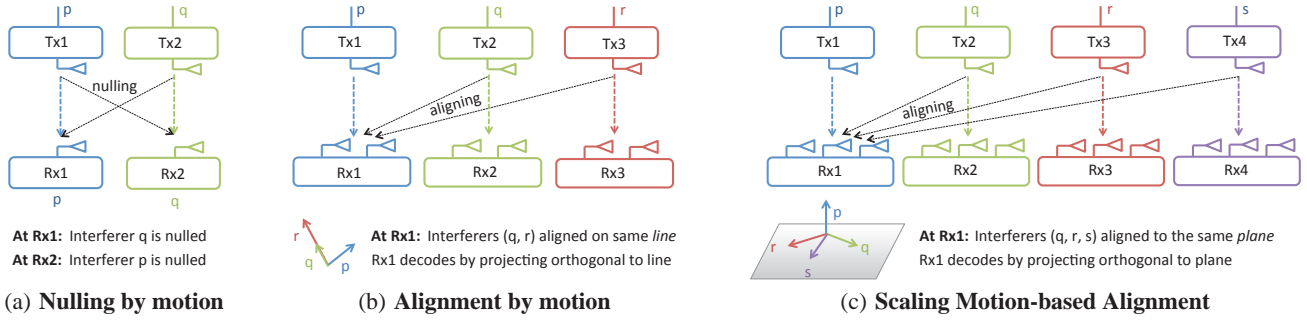 p q
Tx1 Tx2
nulling
Rx1 Rx2
p q
At Rx1: Interferer q is nulled
At Rx2: Interferer p is nulled
(a) Nulling by motion
p q r
Tx1 Tx2 Tx3
aligning
Rx1 Rx2 Rx3
r q p
At Rx1: Interferers (q, r) aligned on same line
Rx1 decodes by projecting orthogonal to line
(b) Alignment by motion
p q r s
Tx1 Tx2 Tx3 Tx4
aligning
Rx1 Rx2 Rx3 Rx4
p
r q
s
At Rx1: Interferers (q, r, s) aligned to the same plane
Rx1 decodes by projecting orthogonal to plane
(c) Scaling Motion-based Alignment